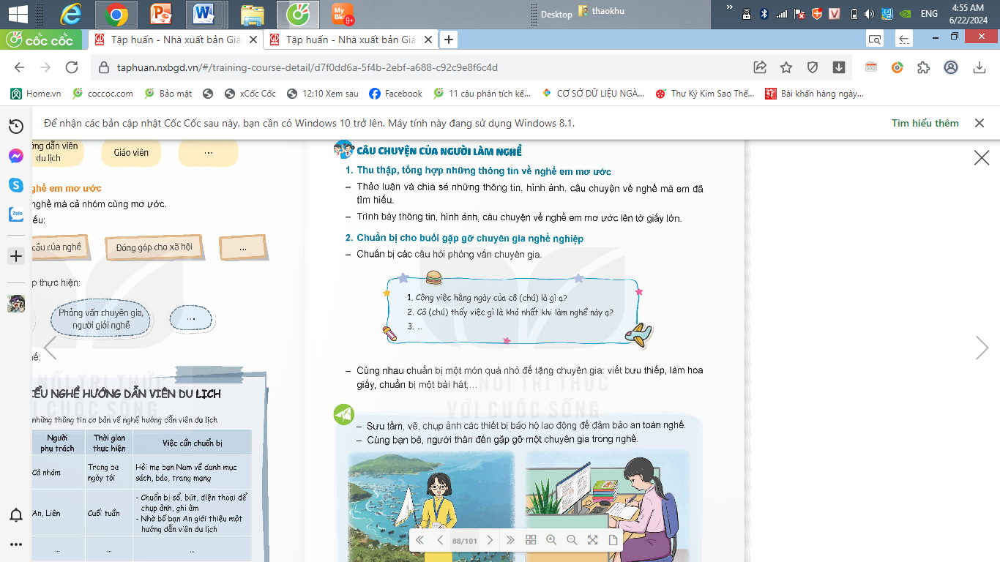 Desktop
thaokhu
ENG
4:55 AM
6/22/2024
cốc cốc
Tập huấn - Nhà xuất bản Giá
Tập huấn - Nhà xuất bản Giá
taphuan.nxbgd.vn/#/training-course-detail/d7f0dd6a-5f4b-2ebf-a688-c92c9e8f6c4d
Home.vn
coccoc.com
Bảo mật
xCốc Cốc
12:10 Xem sau
Facebook
11 câu phân tích kế...
CƠ SỞ DỮ LIỆU NGÀ...
Thư Ký Kim Sao Thế...
Bài khấn hàng ngày...
Để nhận các bản cập nhật Cốc Cốc sau này, bạn cần có Windows 10 trở lên. Máy tính này đang sử dụng Windows 8.1.
Tìm hiểu thêm
ng dẫn viên
du lịch
Giáo viên
...
ghề em mơ ước
nghề mà cả nhóm cùng mơ ước.
ểu:
cầu của nghề
Đóng góp cho xã hội
...
p thực hiện:
Phỏng vấn chuyên gia,
người giỏi nghề
...
IỂU NGHỀ HƯỚNG DẪN VIÊN DU LỊCH
những thông tin cơ bản về nghề hướng dẫn viên du lịch
Người
phụ trách
Thời gian
thực hiện
Việc cần chuẩn bị
Cả nhóm
Trong ba
ngày tới
Hỏi mẹ bạn Nam về danh mục
sách, báo, trang mạng
An, Liên
Cuối tuần
- Chuẩn bị sổ, bút, điện thoại để
chụp ảnh, ghi âm
- Nhờ bố bạn An giới thiệu một
hướng dẫn viên du lịch
...
...
...
CÂU CHUYỆN CỦA NGƯỜI LÀM NGHỀ
1. Thu thập, tổng hợp những thông tin về nghề em mơ ước
– Thảo luận và chia sẻ những thông tin, hình ảnh, câu chuyện về nghề mà em đã
tìm hiểu.
– Trình bày thông tin, hình ảnh, câu chuyện về nghề em mơ ước lên tờ giấy lớn.
2. Chuẩn bị cho buổi gặp gỡ chuyên gia nghề nghiệp
– Chuẩn bị các câu hỏi phỏng vấn chuyên gia.
1. Công việc hằng ngày của cô (chú) là gì ạ?
2. Cô (chú) thấy việc gì là khó nhất khi làm nghề này ạ?
3. ...
– Cùng nhau chuẩn bị một món quà nhỏ để tặng chuyên gia: viết bưu thiếp, làm hoa
giấy, chuẩn bị một bài hát,...
– Sưu tầm, vẽ, chụp ảnh các thiết bị bảo hộ lao động để đảm bảo an toàn nghề.
– Cùng bạn bè, người thân đến gặp gỡ một chuyên gia trong nghề.
88/101